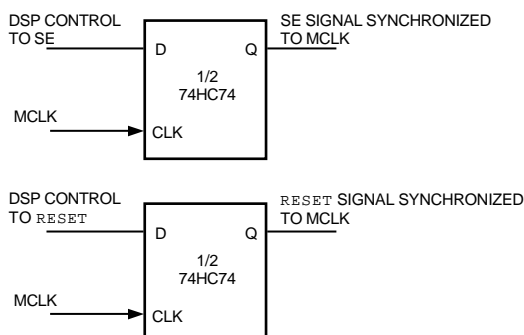 DSP CONTROL
TO SE
SE SIGNAL SYNCHRONIZED
TO MCLK
D
Q
1/2
74HC74
MCLK
CLK
DSP CONTROL
TO RESET
RESET SIGNAL SYNCHRONIZED
TO MCLK
D
Q
1/2
74HC74
MCLK
CLK